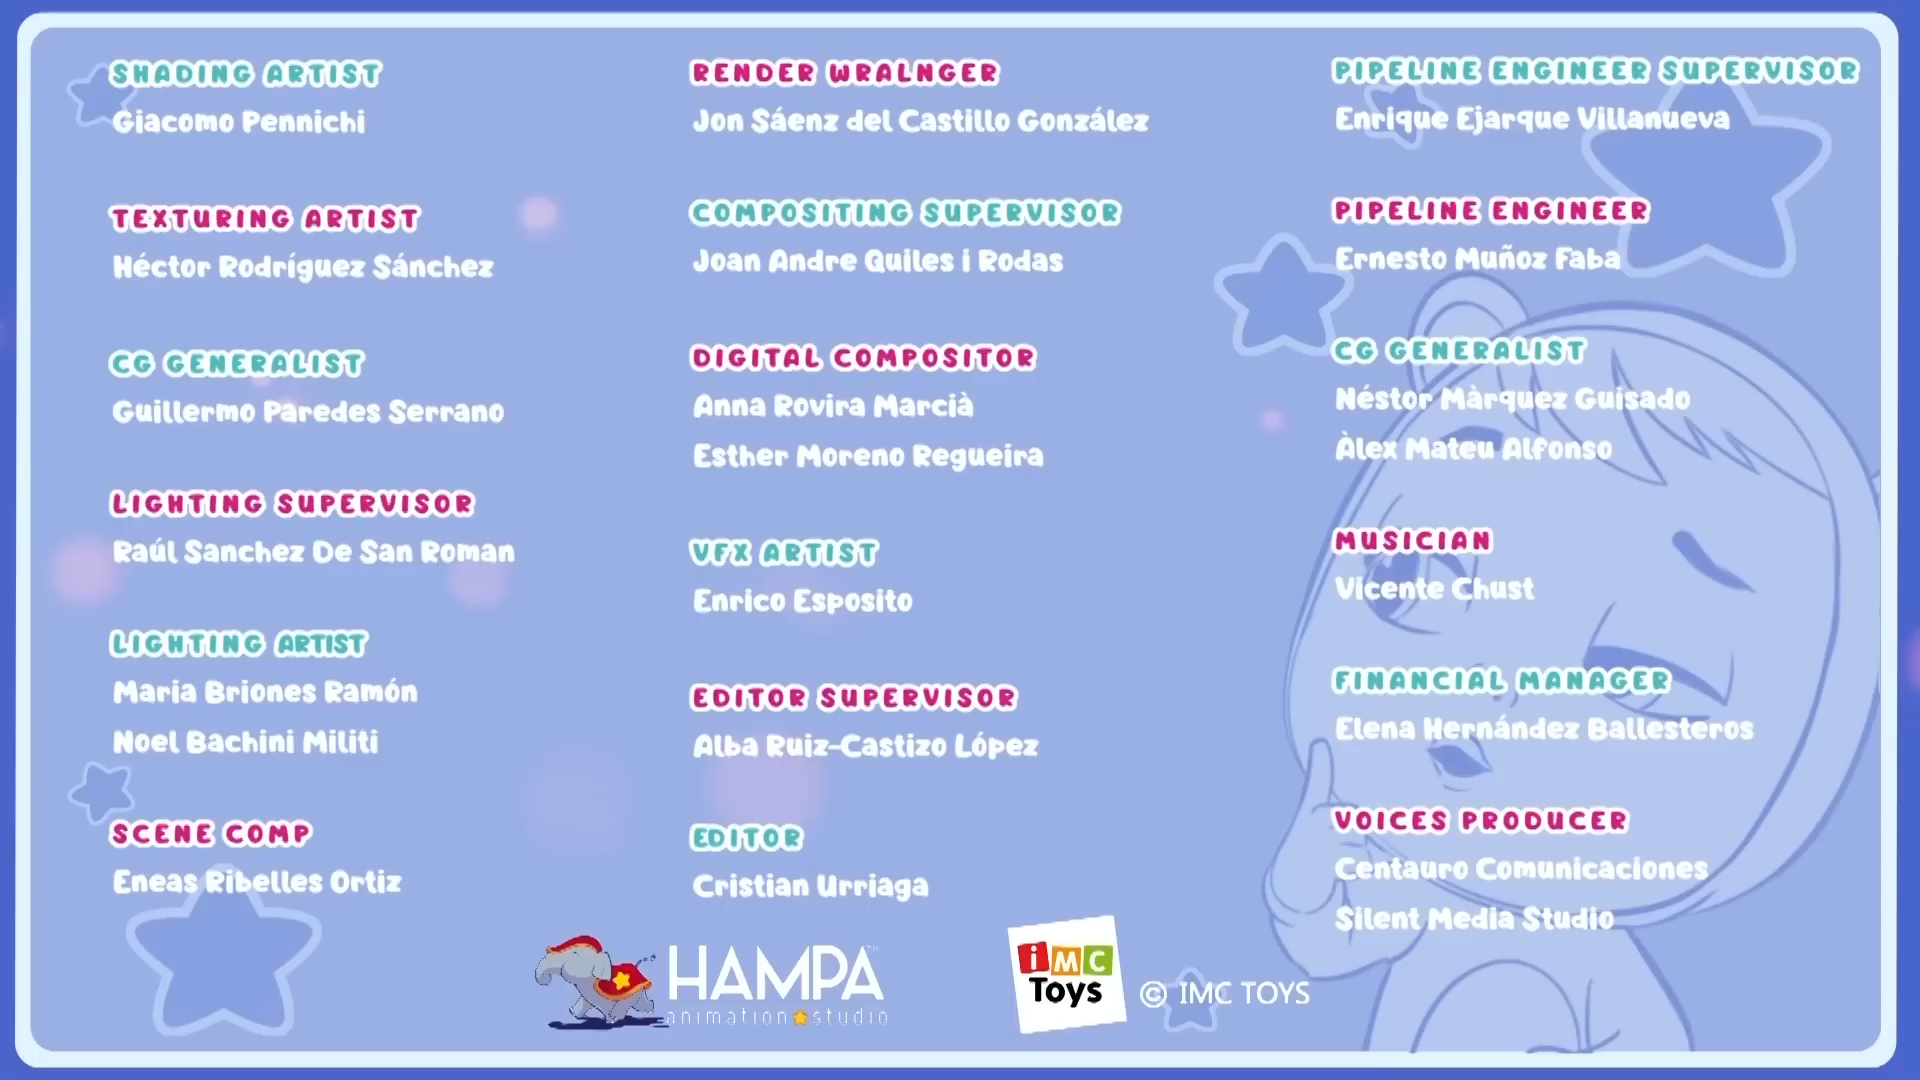 SHADING ARTIST
Giacomo Pennichi
TEXTURING ARTIST
Héctor Rodríguez Sánchez
CG GENERALIST
Guillermo Paredes Serrano
LIGHTING SUPERVISOR
Raúl Sanchez De San Roman
LIGHTING ARTIST
Maria Briones Ramón
Noel Bachini Militi
SCENE COMP
Eneas Ribelles Ortiz
RENDER WRALNGER
Jon Sáenz del Castillo González
COMPOSITING SUPERVISOR
Joan Andre Quiles i Rodas
DIGITAL COMPOSITOR
Anna Rovira Marcià
Esther Moreno Regueira
VFX ARTIST
Enrico Esposito
EDITOR SUPERVISOR
Alba Ruiz-Castizo López
EDITOR
Cristian Urriaga
PIPELINE ENGINEER SUPERVISOR
Enrique Ejarque Villanueva
PIPELINE ENGINEER
Ernesto Muñoz Faba
CG GENERALIST
Néstor Màrquez Guisado
Àlex Mateu Alfonso
MUSICIAN
Vicente Chust
FINANCIAL MANAGER
Elena Hernández Ballesteros
VOICES PRODUCER
Centauro Comunicaciones
Silent Media Studio
HAMPA™
animation studio
iMC
Toys
© IMC TOYS